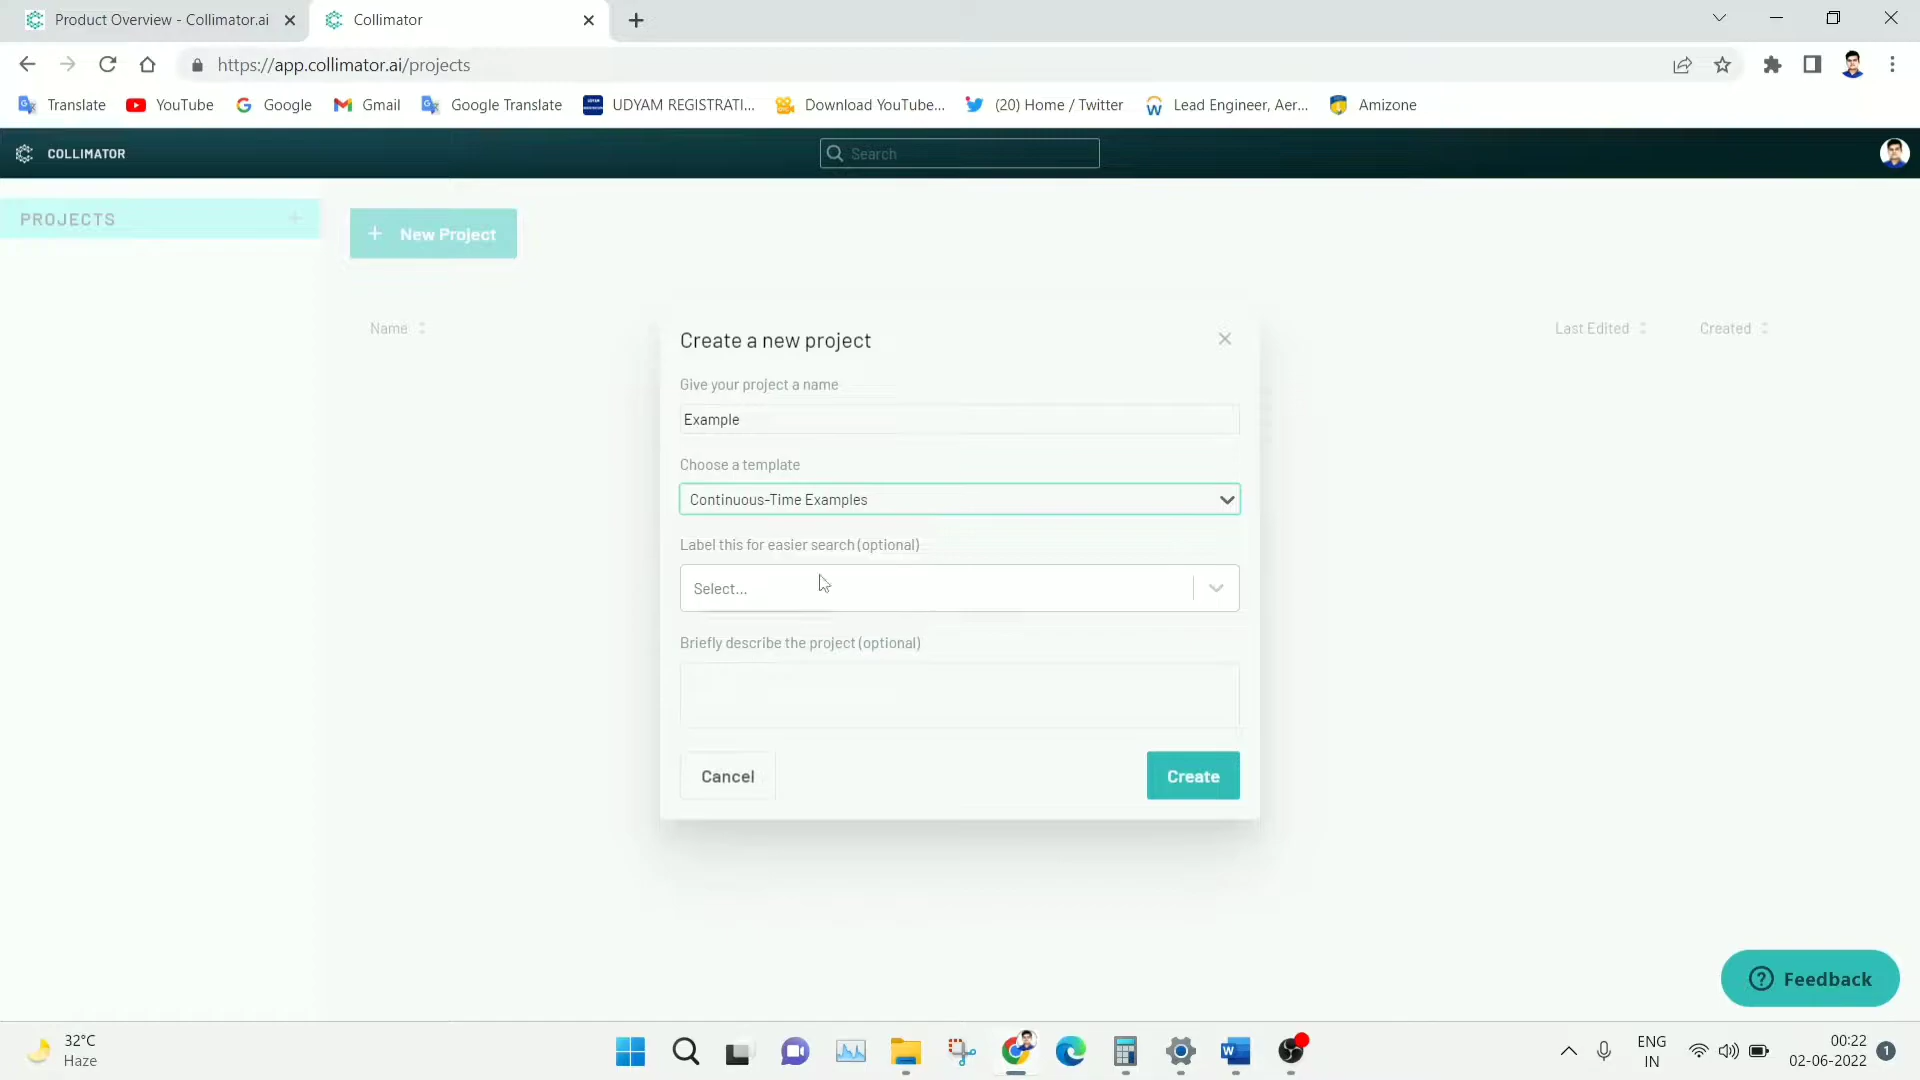 Product Overview - Collimator.ai
Collimator
https://app.collimator.ai/projects
Translate YouTube Google Gmail Google Translate UDYAM REGISTRATI... Download YouTube... (20) Home / Twitter Lead Engineer, Aer... Amizone
COLLIMATOR
Search
PROJECTS
New Project
Name Last Edited Created
Create a new project
Give your project a name
Example
Choose a template
Continuous-Time Examples
Label this for easier search (optional)
Select...
Briefly describe the project (optional)
Cancel Create
Feedback
32°C
Haze
ENG
IN
00:22
02-06-2022
1